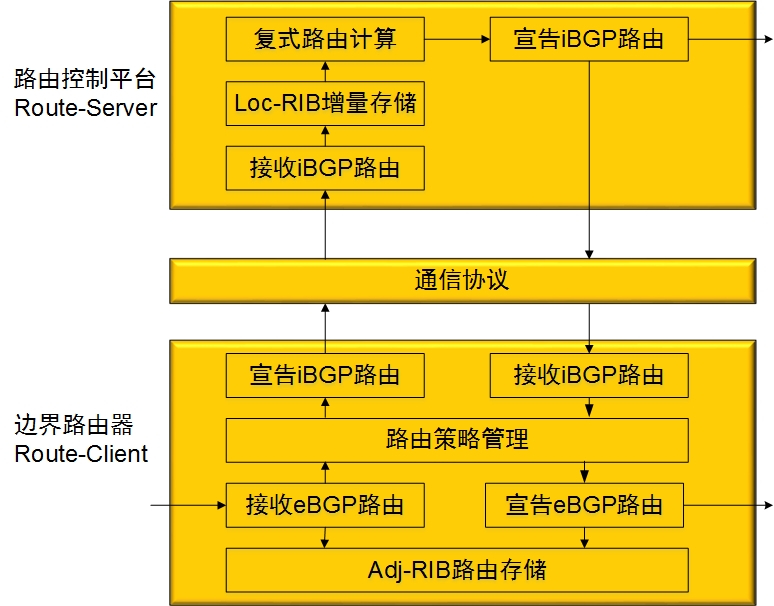 复式路由计算
宣告iBGP路由
路由控制平台
Route-Server
Loc-RIB增量存储
接收iBGP路由
通信协议
宣告iBGP路由
接收iBGP路由
边界路由器
Route-Client
路由策略管理
接收eBGP路由
宣告eBGP路由
Adj-RIB路由存储